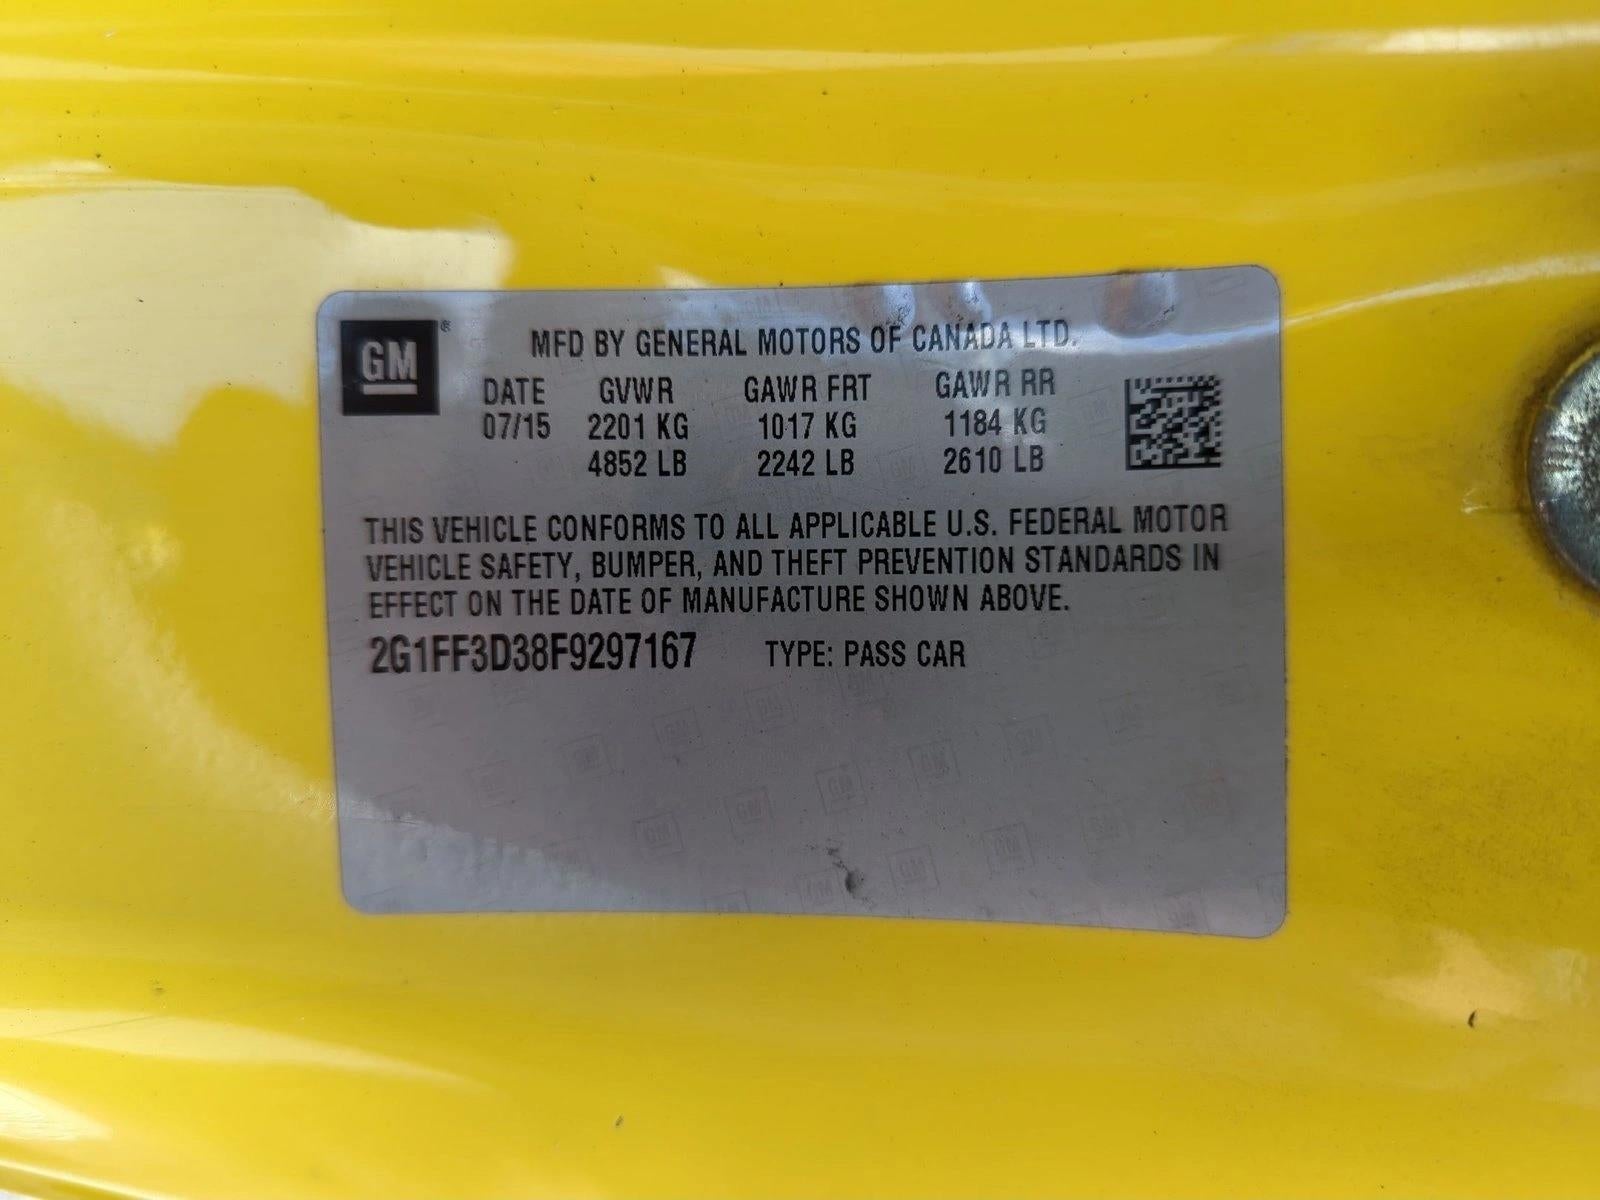 GM ®
MFD BY GENERAL MOTORS OF CANADA LTD.
DATE GVWR GAWR FRT GAWR RR
07/15 2201 KG 1017 KG 1184 KG
4852 LB 2242 LB 2610 LB
THIS VEHICLE CONFORMS TO ALL APPLICABLE U.S. FEDERAL MOTOR
VEHICLE SAFETY, BUMPER, AND THEFT PREVENTION STANDARDS IN
EFFECT ON THE DATE OF MANUFACTURE SHOWN ABOVE.
2G1FF3D38F9297167 TYPE: PASS CAR